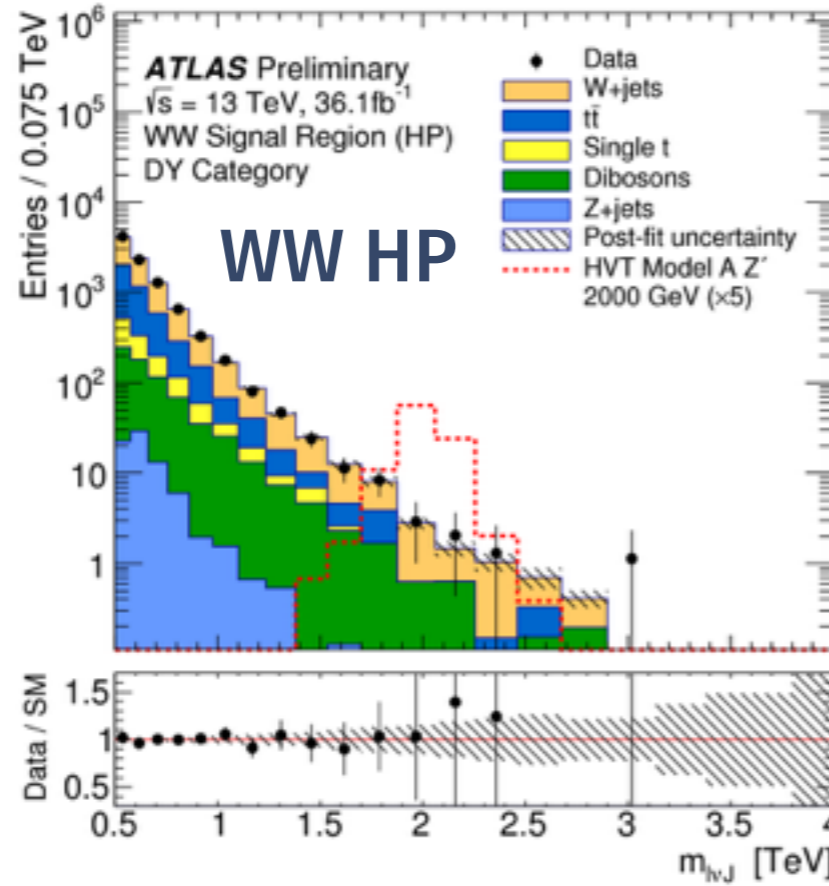 10⁶
10⁵
10⁴
10³
10²
10
1
Entries / 0.075 TeV
ATLAS Preliminary
√s = 13 TeV, 36.1fb⁻¹
WW Signal Region (HP)
DY Category
WW HP
Data
W+jets
tt̄
Single t
Dibosons
Z+jets
Post-fit uncertainty
HVT Model A Z′
2000 GeV (×5)
Data / SM
1.5
1
0.5
0.5 1 1.5 2 2.5 3 3.5 4
m_lνJ [TeV]